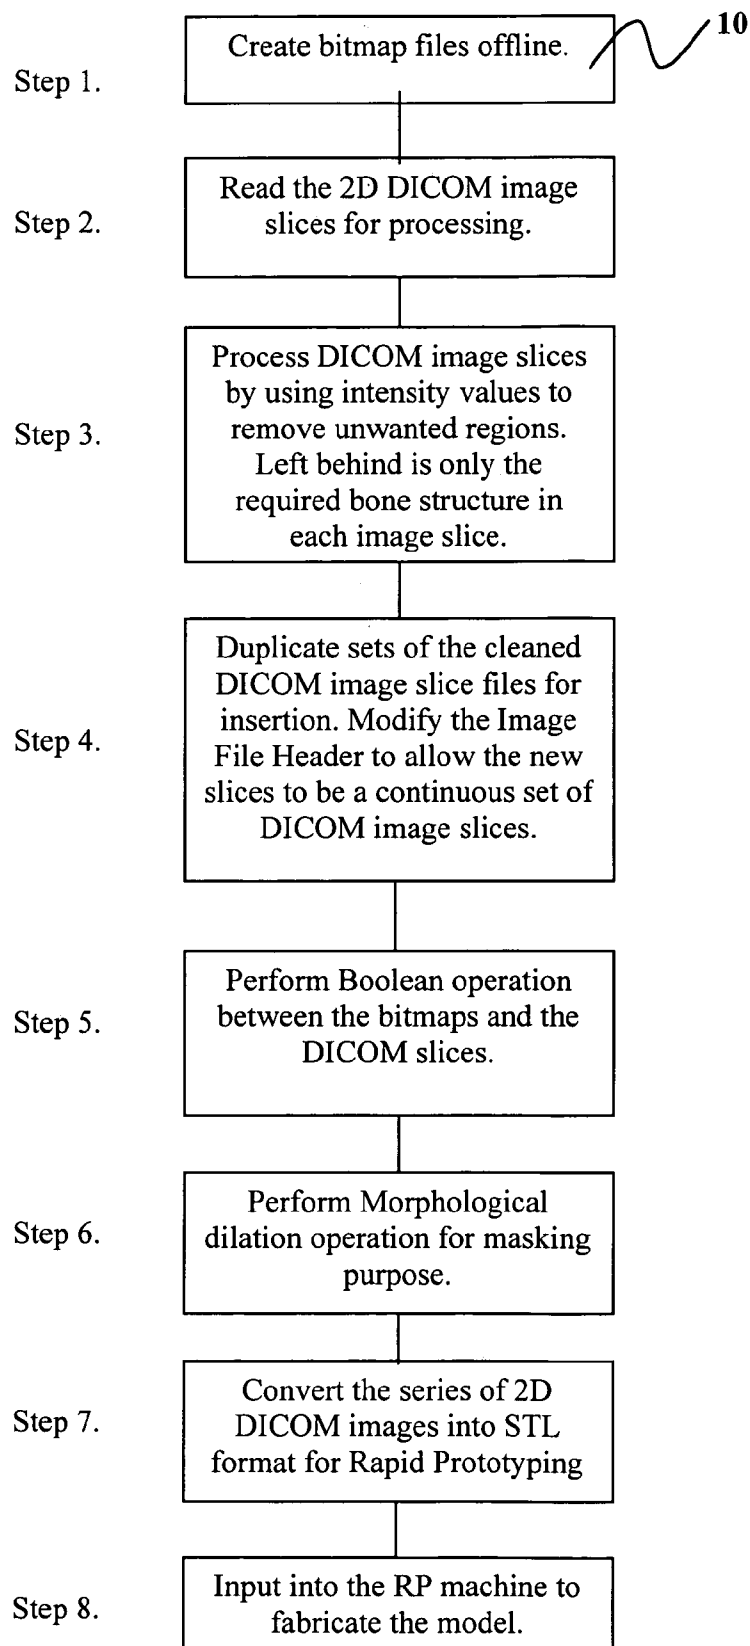 10
Step 1.
Create bitmap files offline.
Step 2.
Read the 2D DICOM image
slices for processing.
Step 3.
Process DICOM image slices
by using intensity values to
remove unwanted regions.
Left behind is only the
required bone structure in
each image slice.
Step 4.
Duplicate sets of the cleaned
DICOM image slice files for
insertion. Modify the Image
File Header to allow the new
slices to be a continuous set of
DICOM image slices.
Step 5.
Perform Boolean operation
between the bitmaps and the
DICOM slices.
Step 6.
Perform Morphological
dilation operation for masking
purpose.
Step 7.
Convert the series of 2D
DICOM images into STL
format for Rapid Prototyping
Step 8.
Input into the RP machine to
fabricate the model.